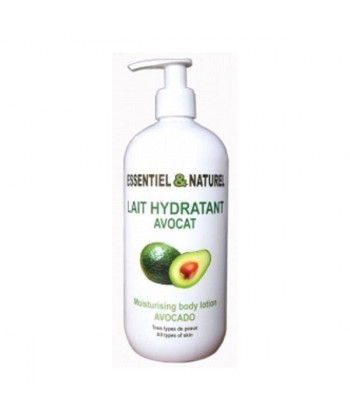 ESSENTIEL & NATUREL
LAIT HYDRATANT
AVOCAT
Moisturising body lotion
AVOCADO
Tous types de peaux
All types of skin